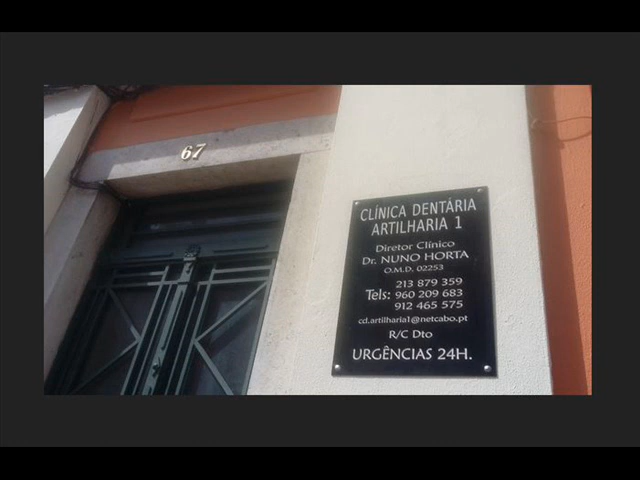 67
CLÍNICA DENTÁRIA
ARTILHARIA 1
Diretor Clínico
Dr. NUNO HORTA
O.M.D. 02253
213 879 359
Tels: 960 209 683
912 465 575
cd.artilharia1@netcabo.pt
R/C Dto
URGÊNCIAS 24H.